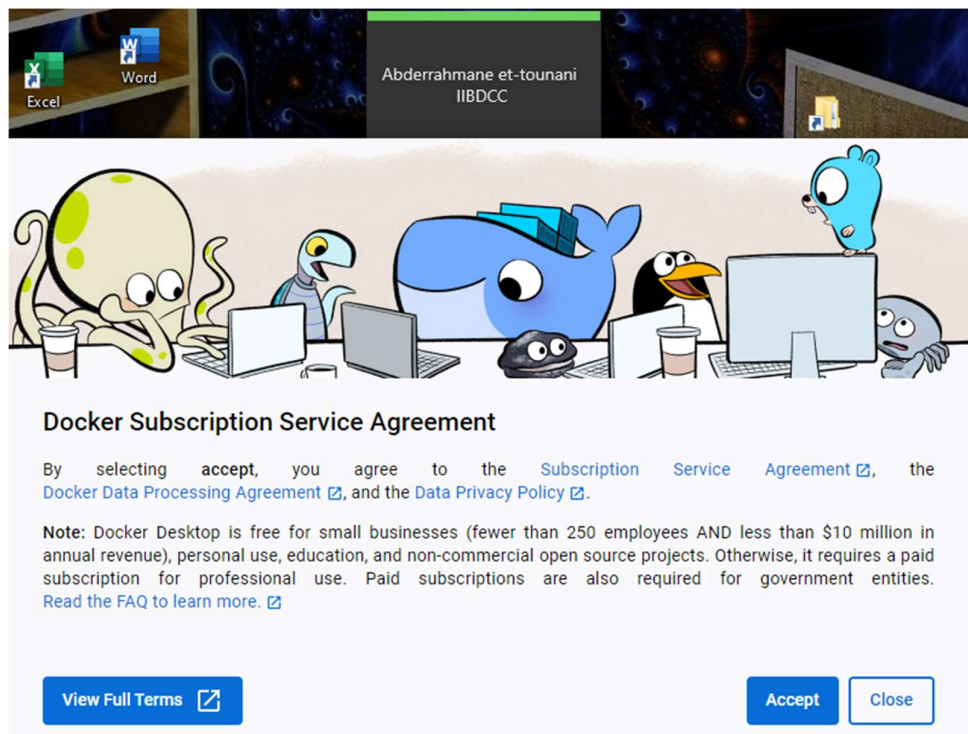 Excel
Word
Abderrahmane et-tounani
IIBDCC
Docker Subscription Service Agreement
By selecting accept, you agree to the Subscription Service Agreement, the
Docker Data Processing Agreement, and the Data Privacy Policy.
Note: Docker Desktop is free for small businesses (fewer than 250 employees AND less than $10 million in
annual revenue), personal use, education, and non-commercial open source projects. Otherwise, it requires a paid
subscription for professional use. Paid subscriptions are also required for government entities.
Read the FAQ to learn more.
View Full Terms
Accept
Close